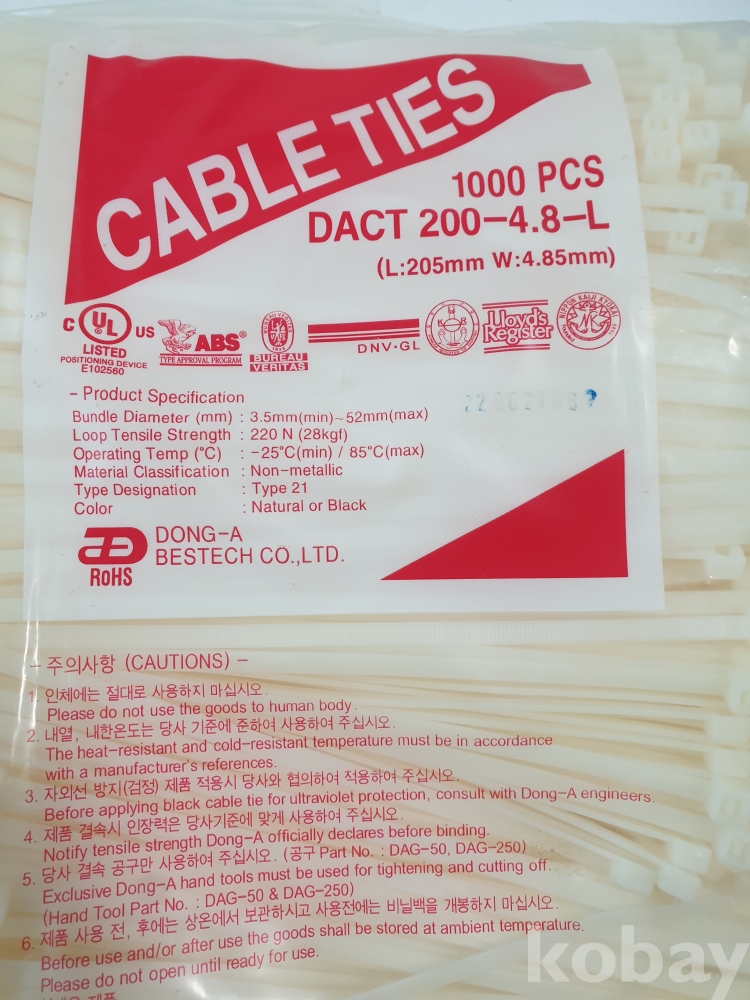 CABLE TIES
1000 PCS
DACT 200-4.8-L
(L:205mm W:4.85mm)
C UL US
LISTED
POSITIONING DEVICE
E102560
ABS®
TYPE APPROVAL PROGRAM
BUREAU
VERITAS
DNV·GL
KR
Lloyd's
Register
NIPPON KAIJI KYOKAI
- Product Specification
Bundle Diameter (mm) : 3.5mm(min)~52mm(max)
Loop Tensile Strength : 220 N (28kgf)
Operating Temp (℃) : -25℃(min) / 85℃(max)
Material Classification : Non-metallic
Type Designation : Type 21
Color : Natural or Black
RoHS
DONG-A
BESTECH CO.,LTD.
- 주의사항 (CAUTIONS) -
1. 인체에는 절대로 사용하지 마십시오.
Please do not use the goods to human body.
2. 내열, 내한온도는 당사 기준에 준하여 사용하여 주십시오.
The heat-resistant and cold-resistant temperature must be in accordance
with a manufacturer's references.
3. 자외선 방지(검정) 제품 적용시 당사와 협의하여 적용하여 주십시오.
Before applying black cable tie for ultraviolet protection, consult with Dong-A engineers.
4. 제품 결속시 인장력은 당사기준에 맞게 사용하여 주십시오.
Notify tensile strength Dong-A officially declares before binding.
5. 당사 결속 공구만 사용하여 주십시오. (공구 Part No. : DAG-50, DAG-250)
Exclusive Dong-A hand tools must be used for tightening and cutting off.
(Hand Tool Part No. : DAG-50 & DAG-250)
6. 제품 사용 전, 후에는 상온에서 보관하시고 사용전에는 비닐백을 개봉하지 마십시오.
Before use and/or after use the goods shall be stored at ambient temperature.
Please do not open until ready for use.
kobay